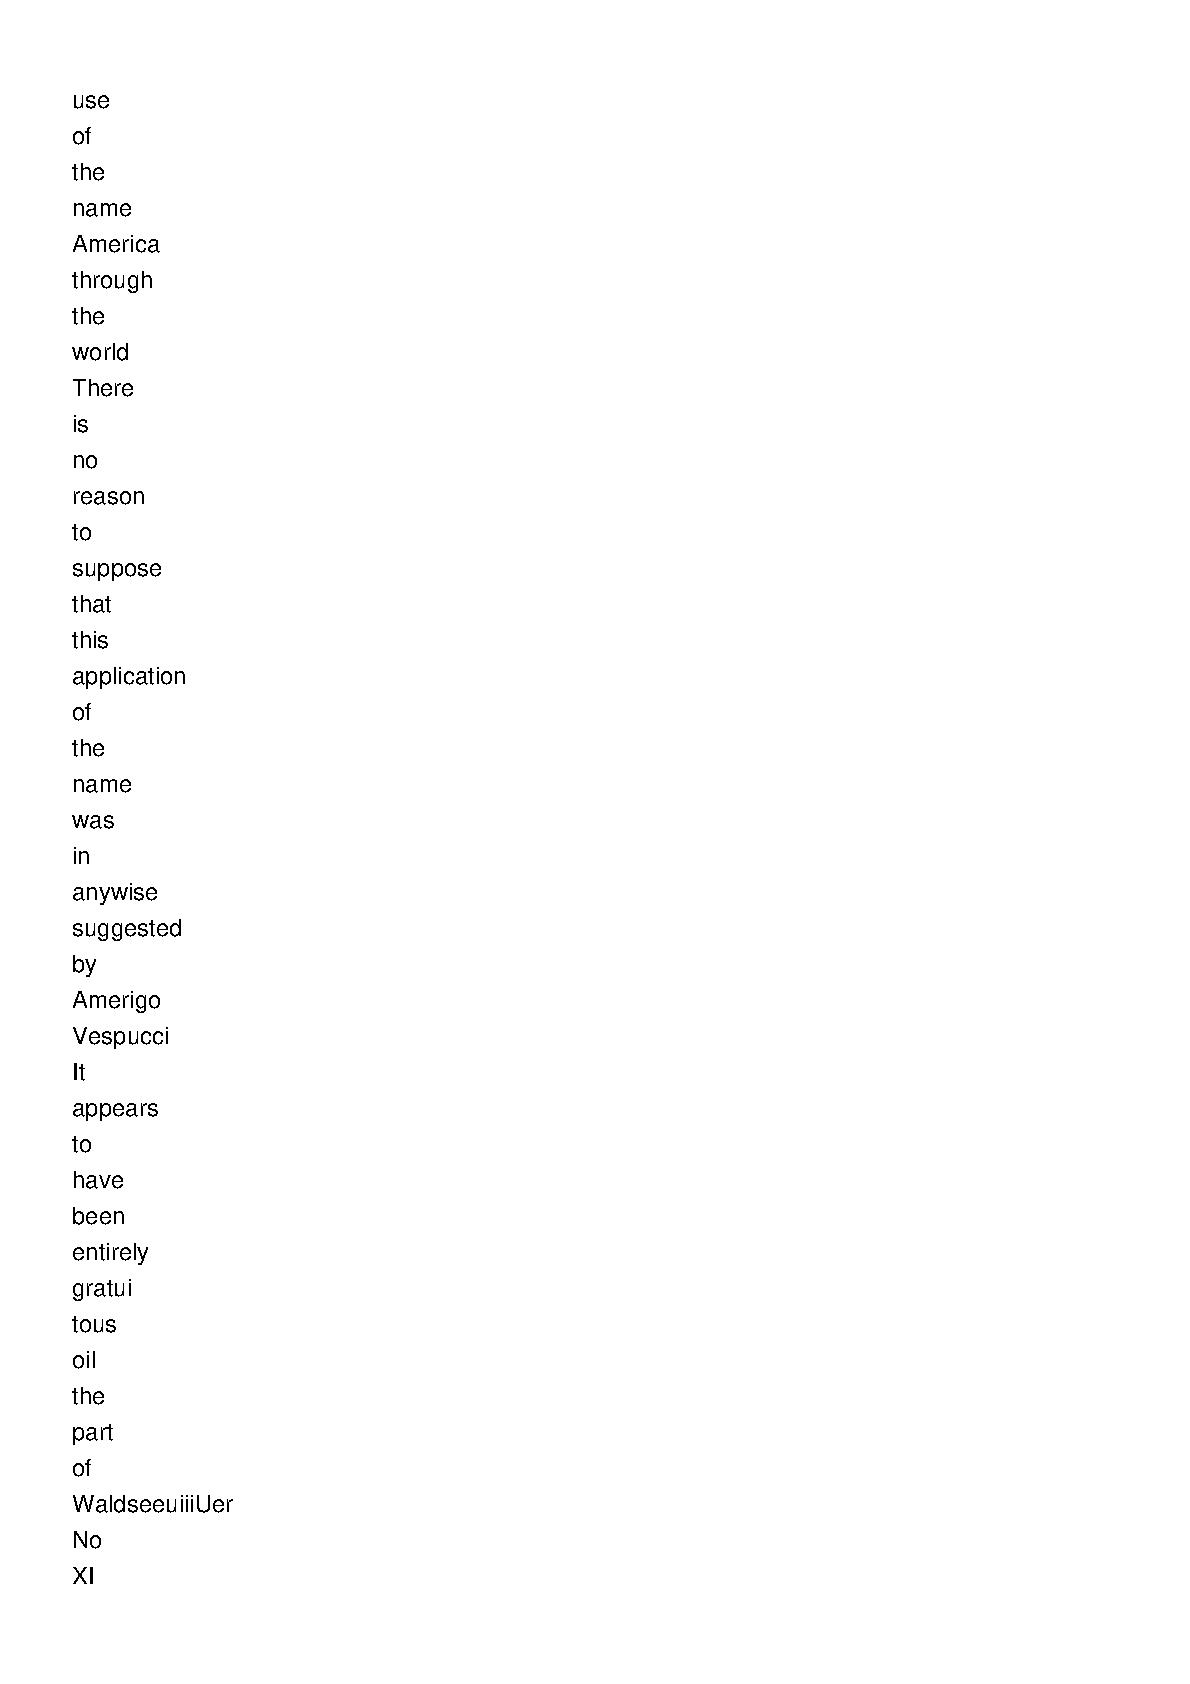 use
of
the
name
America
through
the
world
There
is
no
reason
to
suppose
that
this
application
of
the
name
was
in
anywise
suggested
by
Amerigo
Vespucci
It
appears
to
have
been
entirely
gratui
tous
oil
the
part
of
WaldseeuiiiUer
No
XI